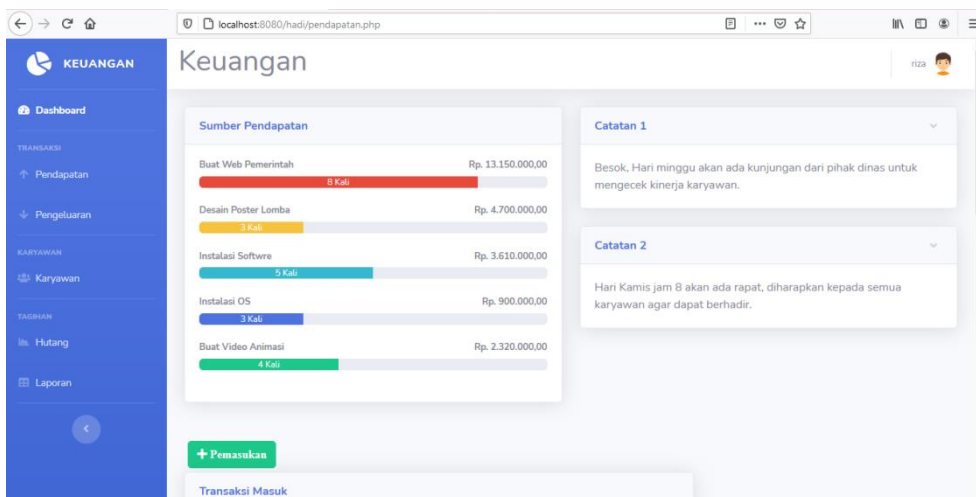 localhost:8080/hadi/pendapatan.php
KEUANGAN
Keuangan
riza
Dashboard
TRANSAKSI
Pendapatan
Pengeluaran
KARYAWAN
Karyawan
TAGIHAN
Hutang
Laporan
Sumber Pendapatan
Buat Web Pemerintah Rp. 13.150.000,00
8 Kali
Desain Poster Lomba Rp. 4.700.000,00
3 Kali
Instalasi Softwre Rp. 3.610.000,00
5 Kali
Instalasi OS Rp. 900.000,00
3 Kali
Buat Video Animasi Rp. 2.320.000,00
4 Kali
Catatan 1
Besok, Hari minggu akan ada kunjungan dari pihak dinas untuk
mengecek kinerja karyawan.
Catatan 2
Hari Kamis jam 8 akan ada rapat, diharapkan kepada semua
karyawan agar dapat berhadir.
+ Pemasukan
Transaksi Masuk